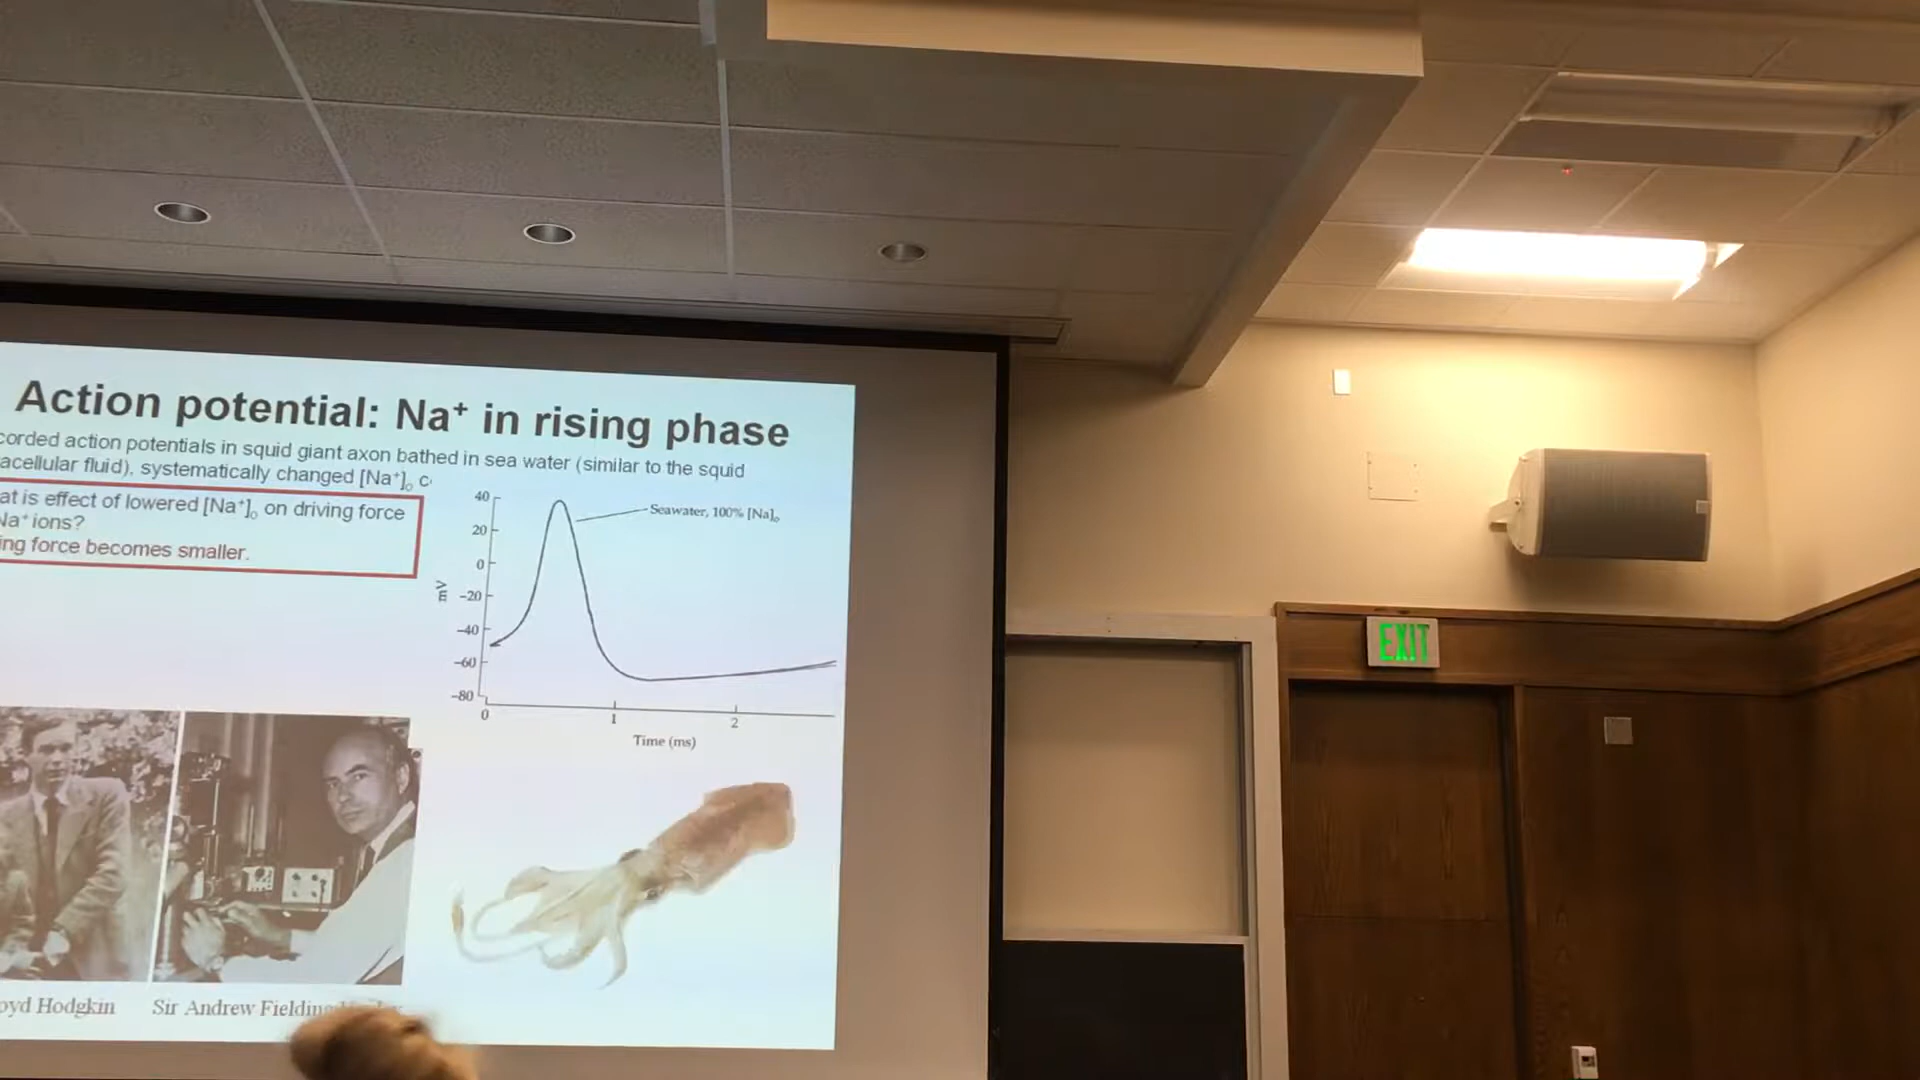 Action potential: Na⁺ in rising phase
corded action potentials in squid giant axon bathed in sea water (similar to the squid
acellular fluid), systematically changed [Na⁺]ₒ c
at is effect of lowered [Na⁺]ₒ on driving force
Na⁺ ions?
ing force becomes smaller.
40
20
0
-20
-40
-60
-80
mV
Seawater, 100% [Na]ₒ
0
1
2
Time (ms)
oyd Hodgkin
Sir Andrew Fielding
EXIT